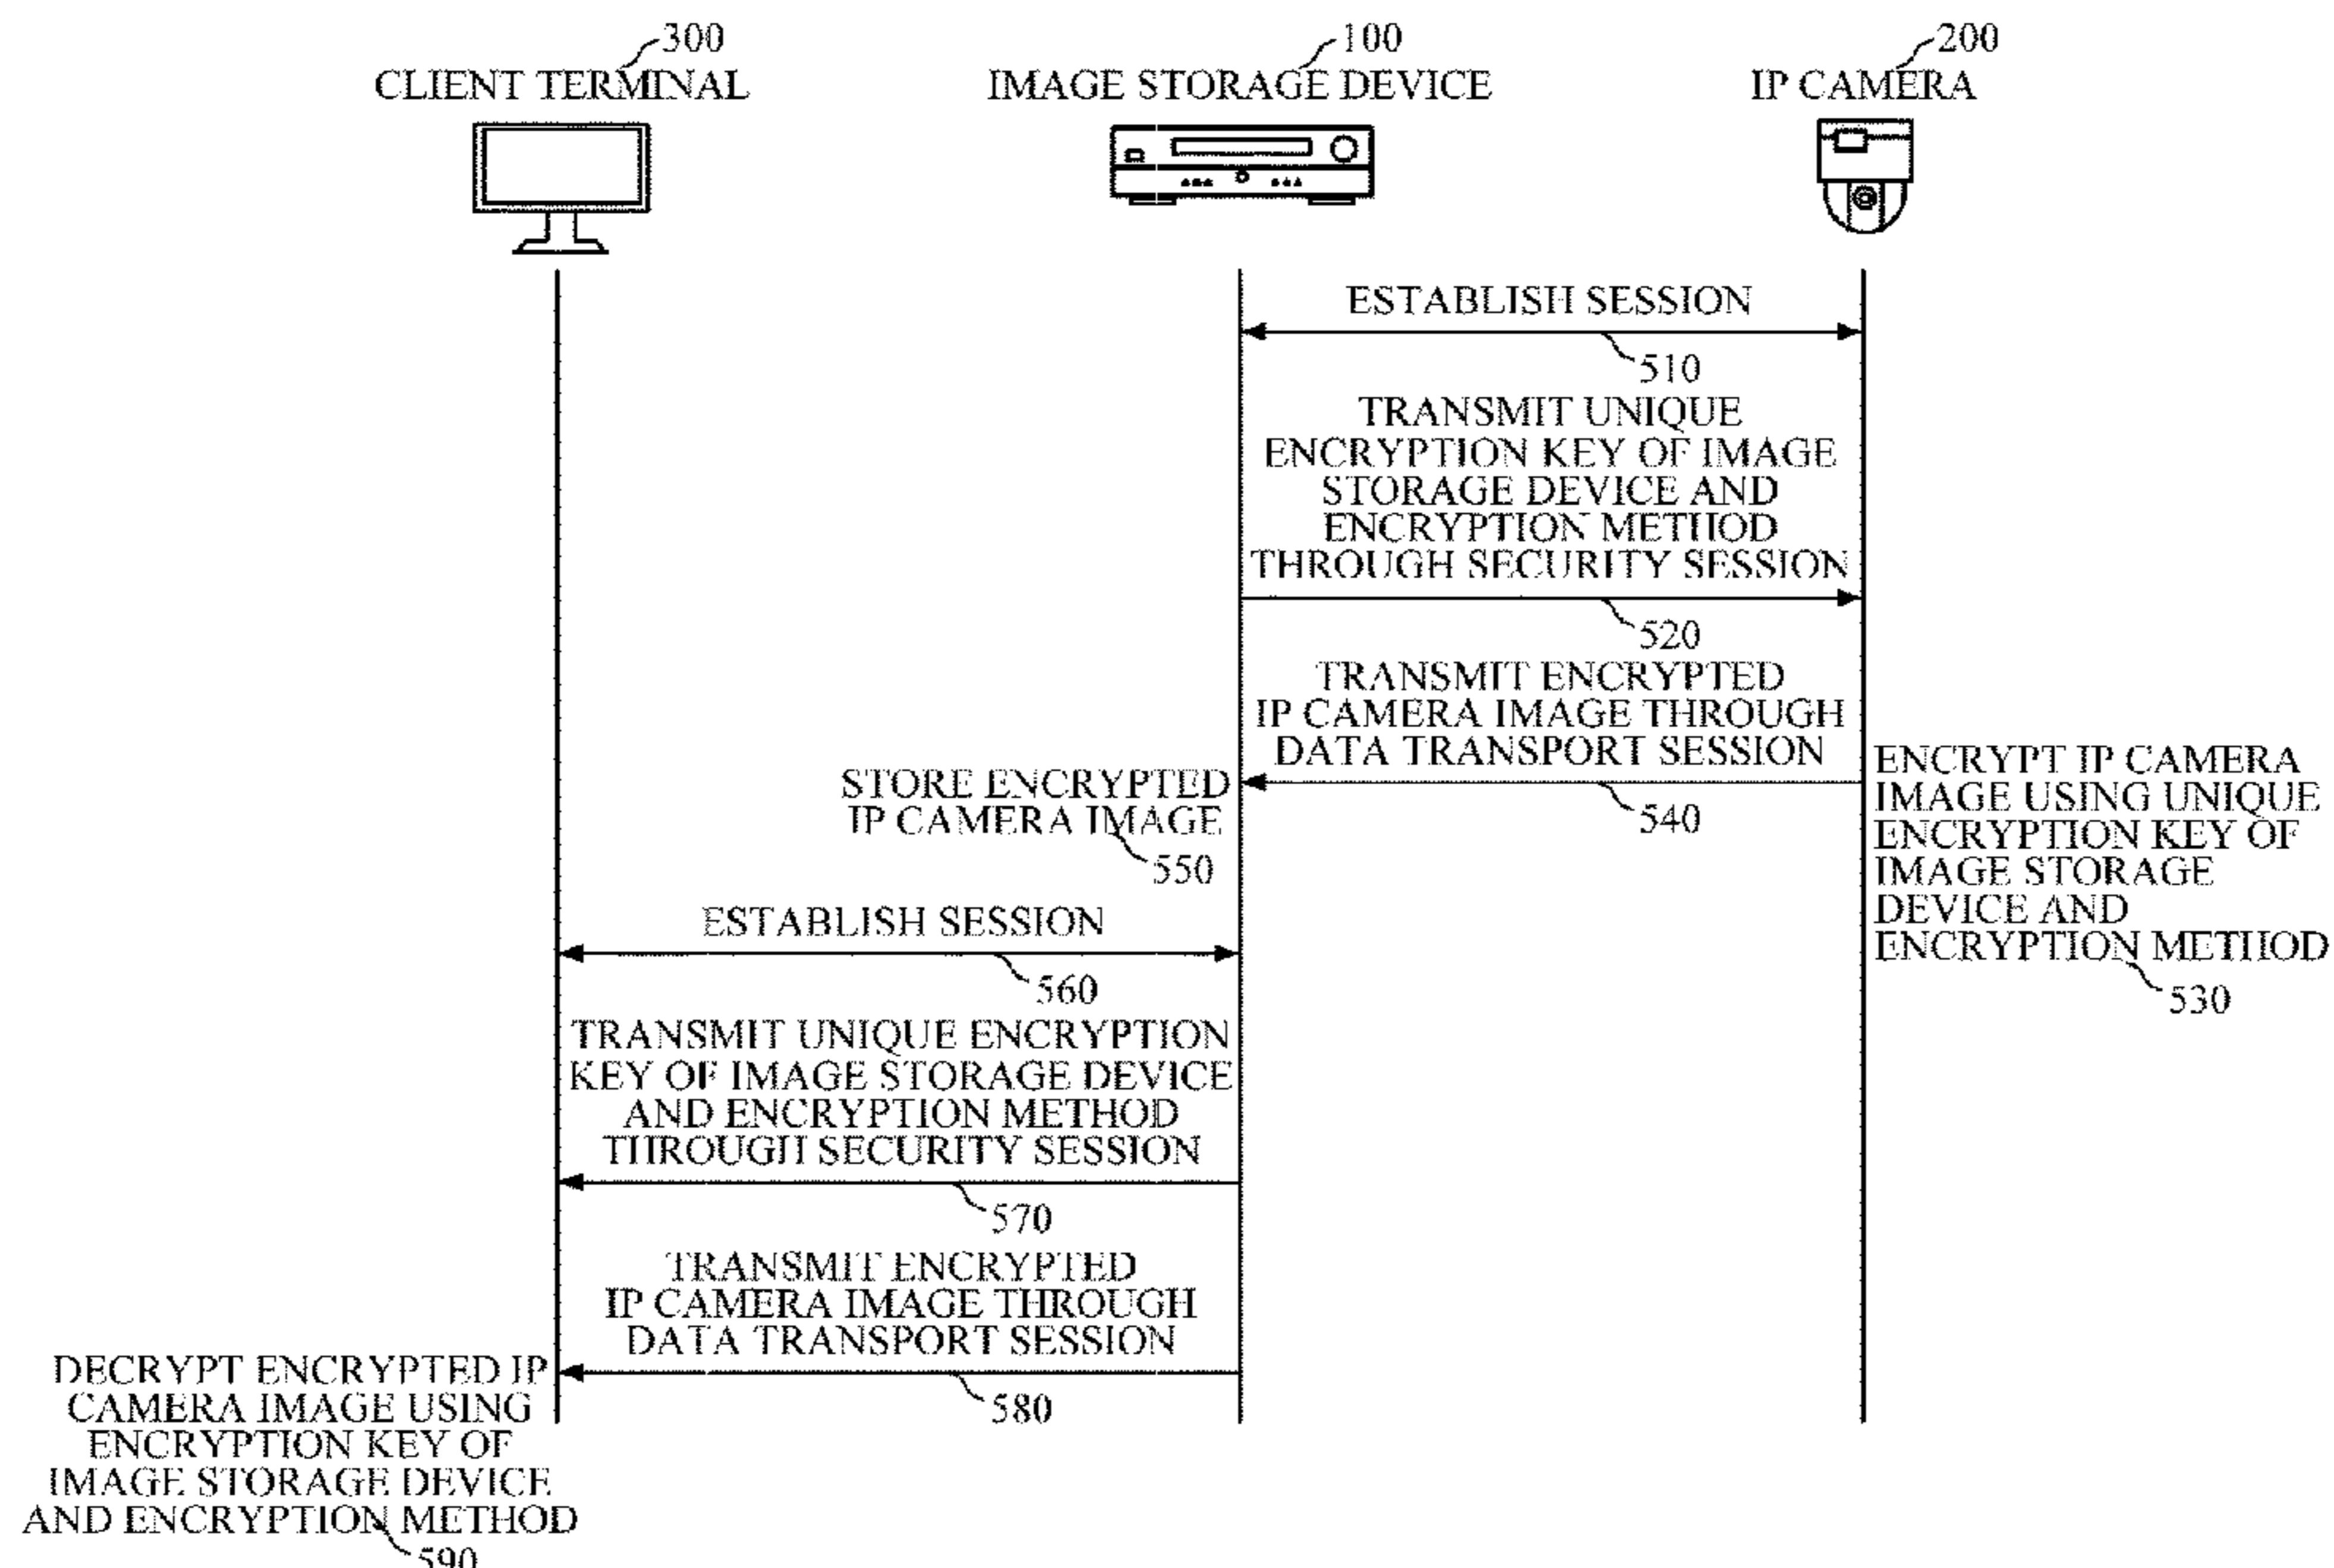 300
100
200
CLIENT TERMINAL
IMAGE STORAGE DEVICE
IP CAMERA
ESTABLISH SESSION
510
TRANSMIT UNIQUE
ENCRYPTION KEY OF IMAGE
STORAGE DEVICE AND
ENCRYPTION METHOD
THROUGH SECURITY SESSION
520
TRANSMIT ENCRYPTED
IP CAMERA IMAGE THROUGH
DATA TRANSPORT SESSION
540
ENCRYPT IP CAMERA
IMAGE USING UNIQUE
ENCRYPTION KEY OF
IMAGE STORAGE
DEVICE AND
ENCRYPTION METHOD
530
STORE ENCRYPTED
IP CAMERA IMAGE
550
ESTABLISH SESSION
560
TRANSMIT UNIQUE ENCRYPTION
KEY OF IMAGE STORAGE DEVICE
AND ENCRYPTION METHOD
THROUGH SECURITY SESSION
570
TRANSMIT ENCRYPTED
IP CAMERA IMAGE THROUGH
DATA TRANSPORT SESSION
580
DECRYPT ENCRYPTED IP
CAMERA IMAGE USING
ENCRYPTION KEY OF
IMAGE STORAGE DEVICE
AND ENCRYPTION METHOD
590